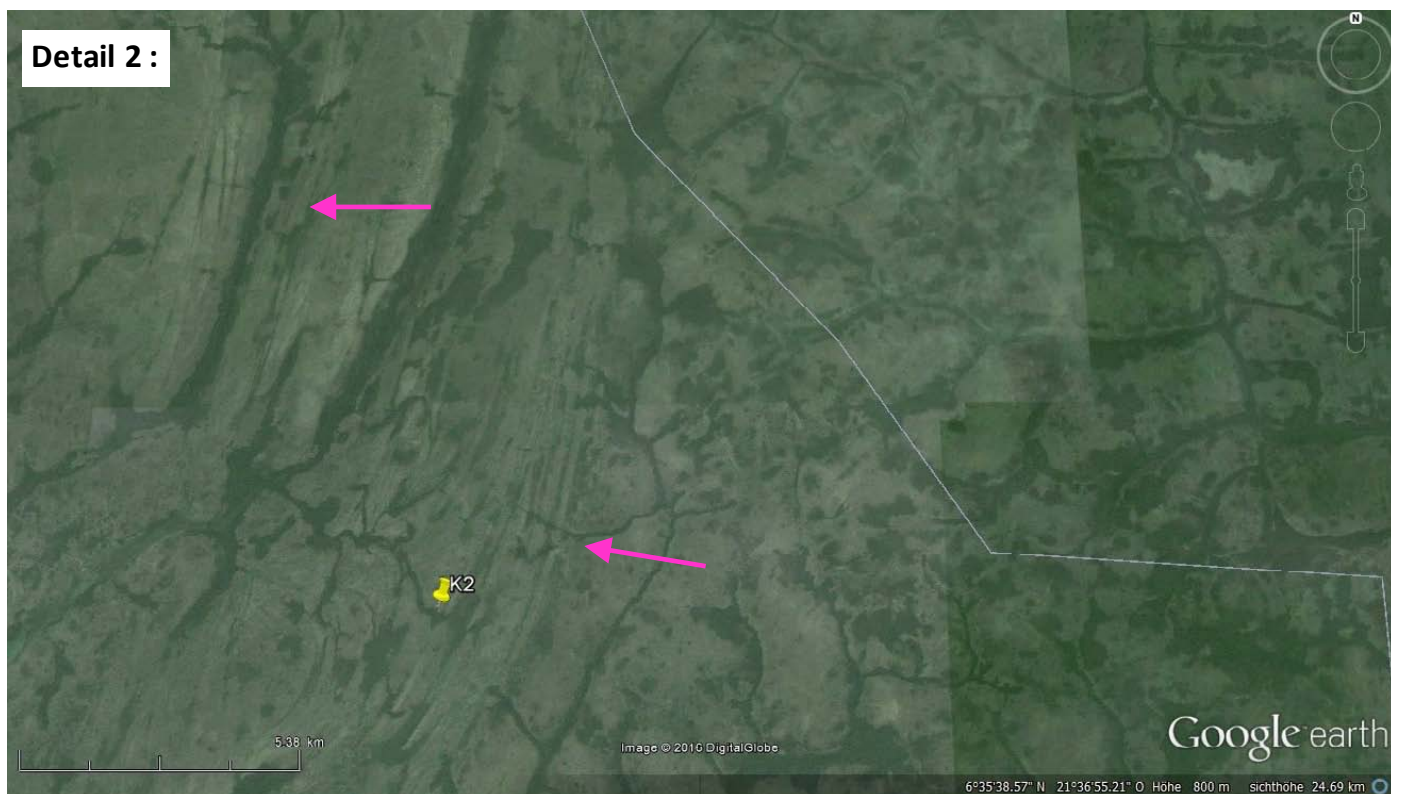 Detail 2 :
N
K2
5.38 km
Image © 2016 DigitalGlobe
Google earth
6°35'38.57" N 21°36'55.21" O Höhe 800 m sichthöhe 24.69 km